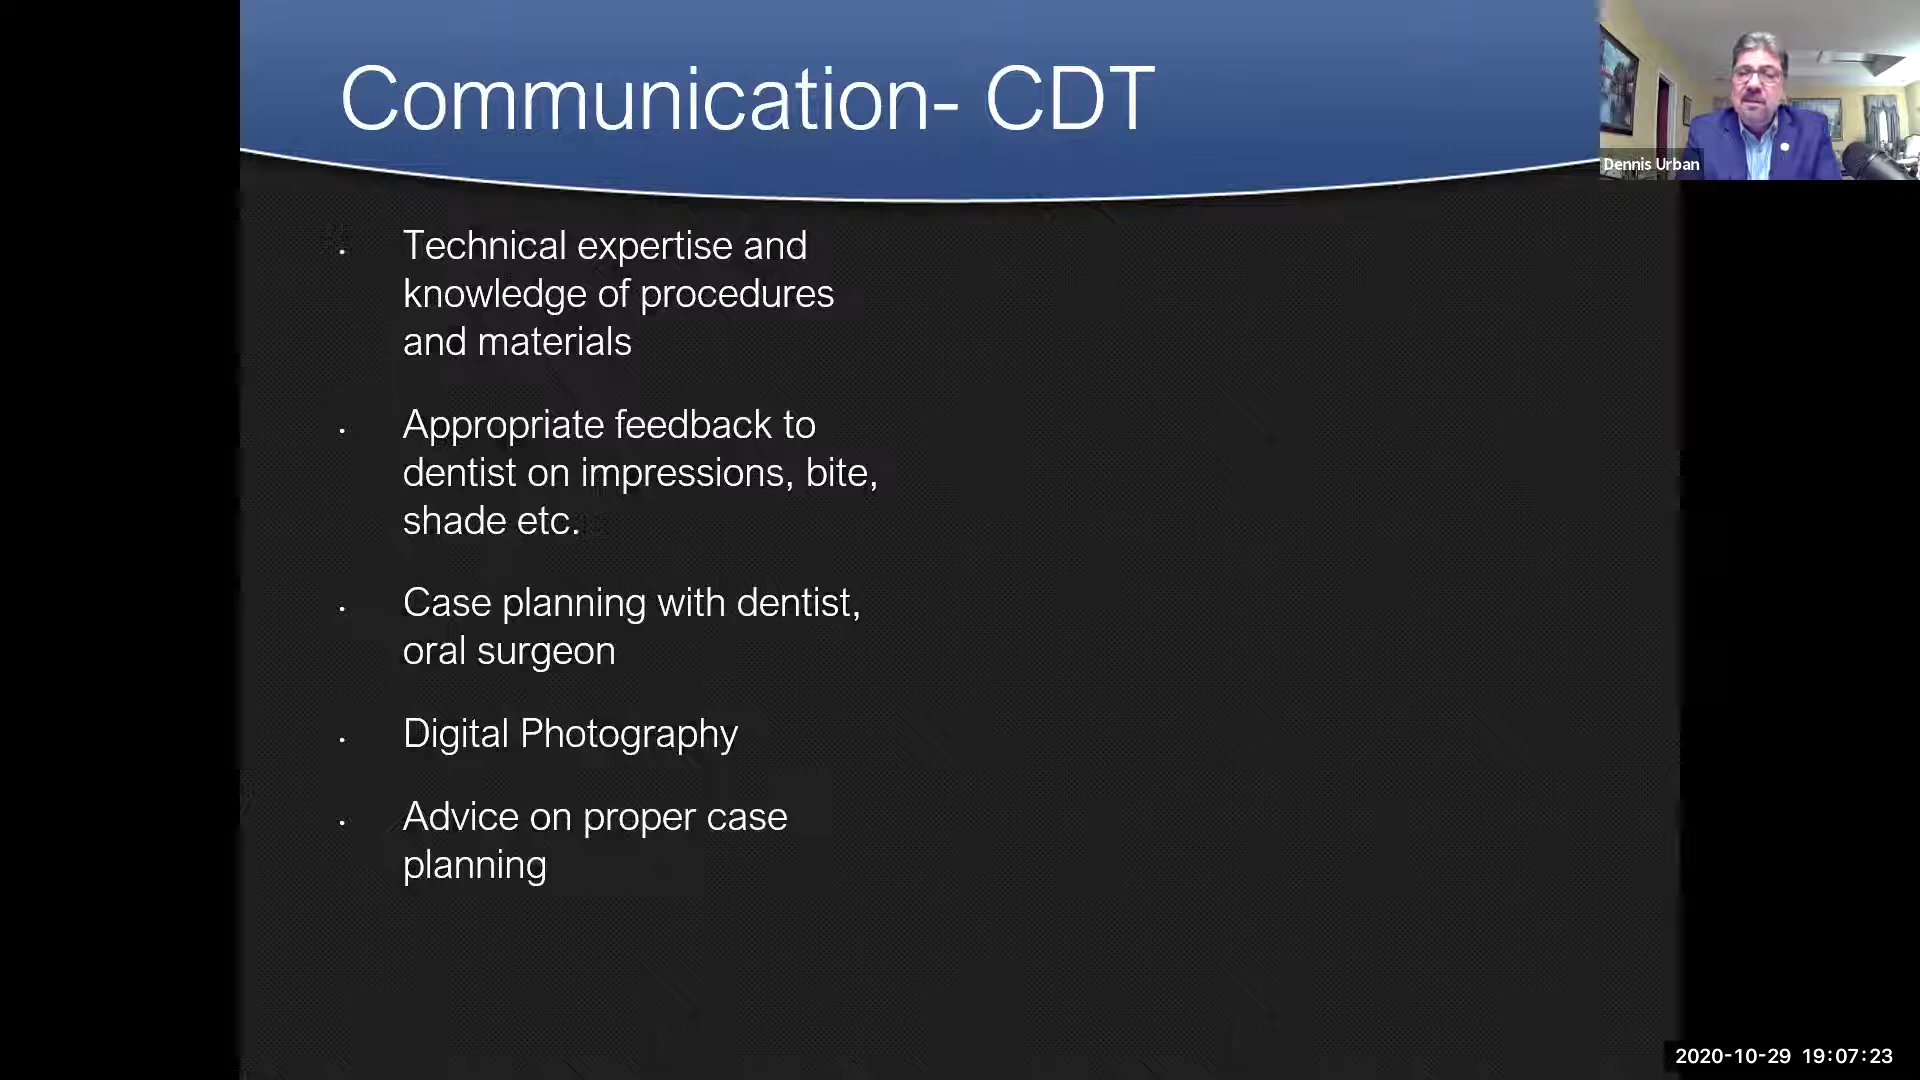 Communication- CDT
Dennis Urban
Technical expertise and
knowledge of procedures
and materials
Appropriate feedback to
dentist on impressions, bite,
shade etc.
Case planning with dentist,
oral surgeon
Digital Photography
Advice on proper case
planning
2020-10-29 19:07:23